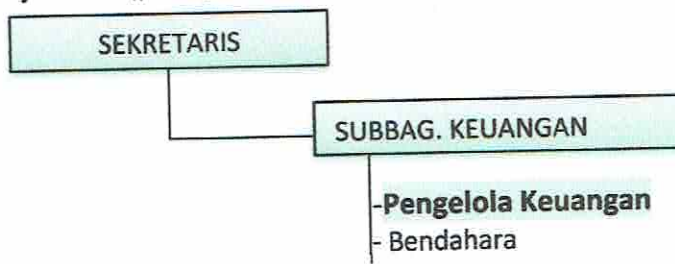 SEKRETARIS
SUBBAG. KEUANGAN
-Pengelola Keuangan
- Bendahara